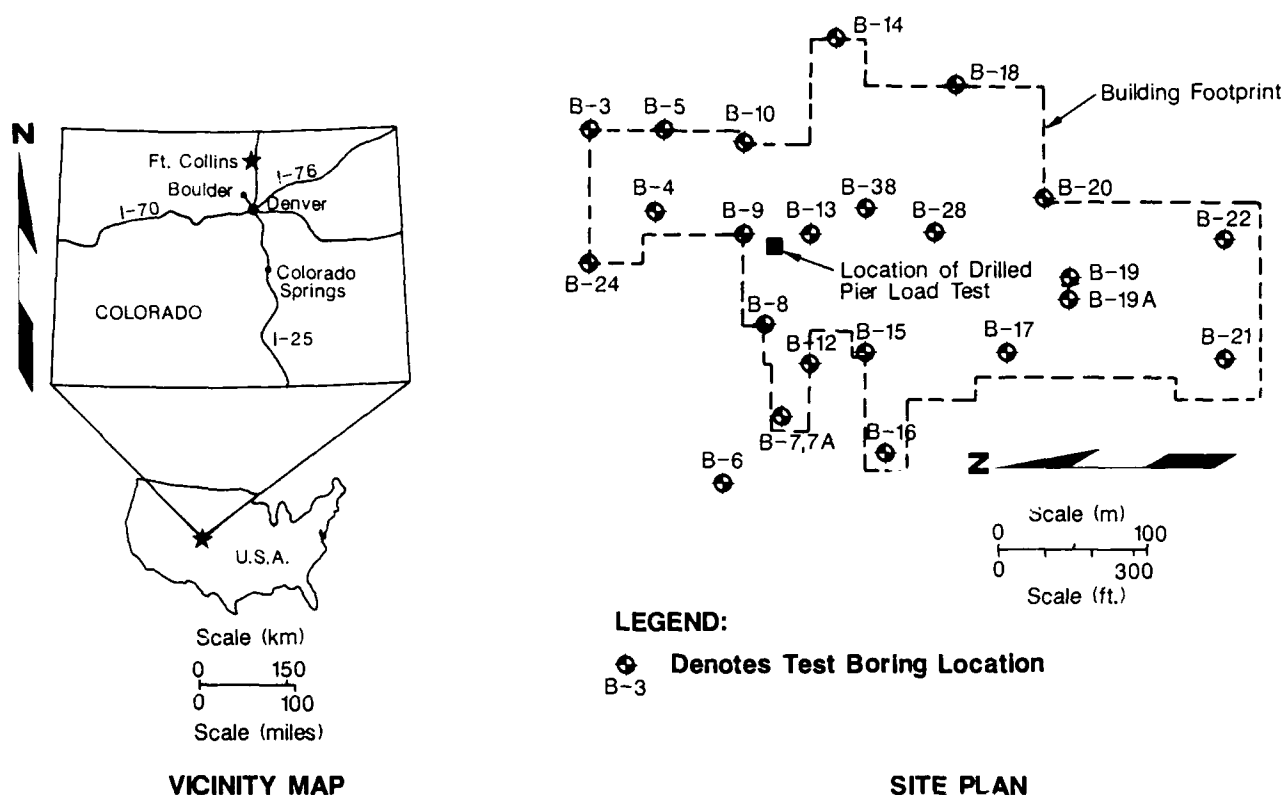 N
Ft. Collins
I-76
Boulder
I-70
Denver
Colorado
Springs
COLORADO
I-25
U.S.A.
Scale (km)
0 150
0 100
Scale (miles)
VICINITY MAP
B-14
B-18
Building Footprint
B-3
B-5
B-10
B-4
B-38
B-20
B-9
B-13
B-28
B-22
B-24
Location of Drilled
Pier Load Test
B-19
B-19A
B-8
B-12
B-15
B-17
B-21
B-7,7A
B-16
B-6
N
Scale (m)
0 100
0 300
Scale (ft.)
LEGEND:
Denotes Test Boring Location
B-3
SITE PLAN